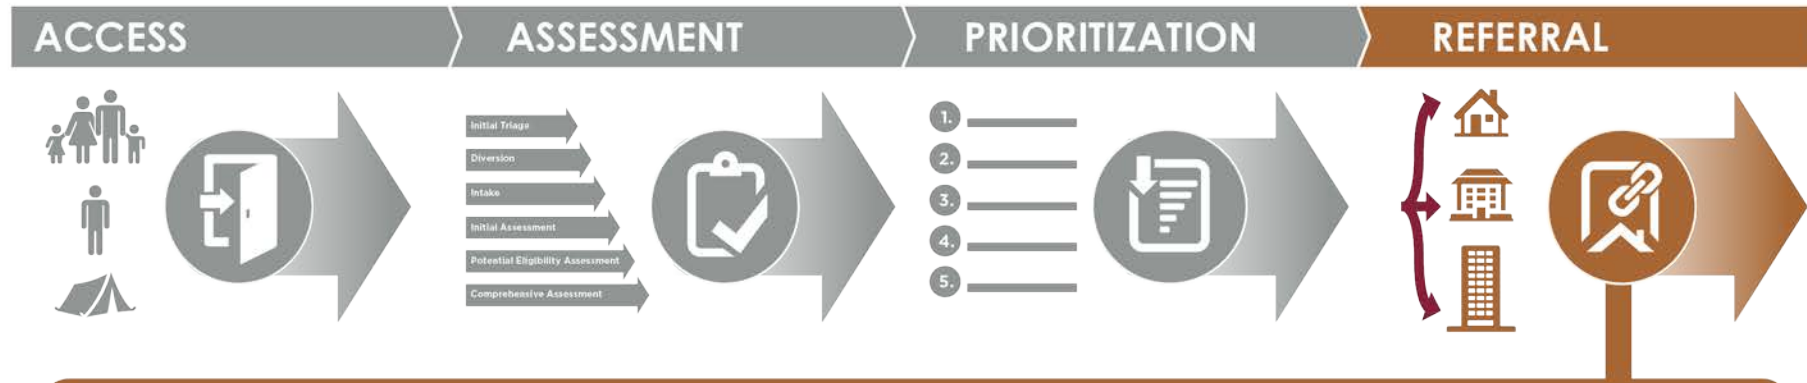 ACCESS
ASSESSMENT
PRIORITIZATION
REFERRAL
Initial Triage
Diversion
Intake
Initial Assessment
Potential Eligibility Assessment
Comprehensive Assessment
1.
2.
3.
4.
5.